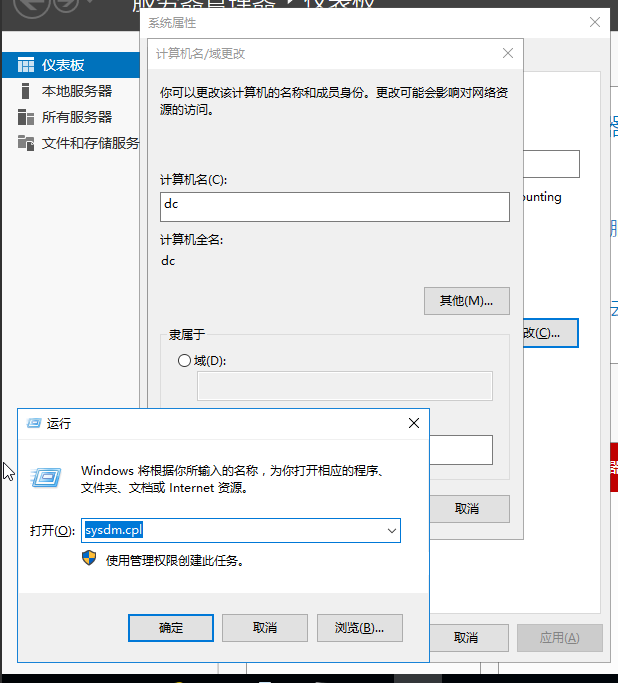 服务器管理器 · 仪表板
系统属性
计算机名/域更改
仪表板
本地服务器
所有服务器
文件和存储服务
你可以更改该计算机的名称和成员身份。更改可能会影响对网络资
源的访问。
计算机名(C):
dc
ounting
计算机全名:
dc
其他(M)...
改(C)...
隶属于
域(D):
运行
Windows 将根据你所输入的名称，为你打开相应的程序、
文件夹、文档或 Internet 资源。
打开(O):
sysdm.cpl
使用管理权限创建此任务。
取消
确定
取消
浏览(B)...
取消
应用(A)